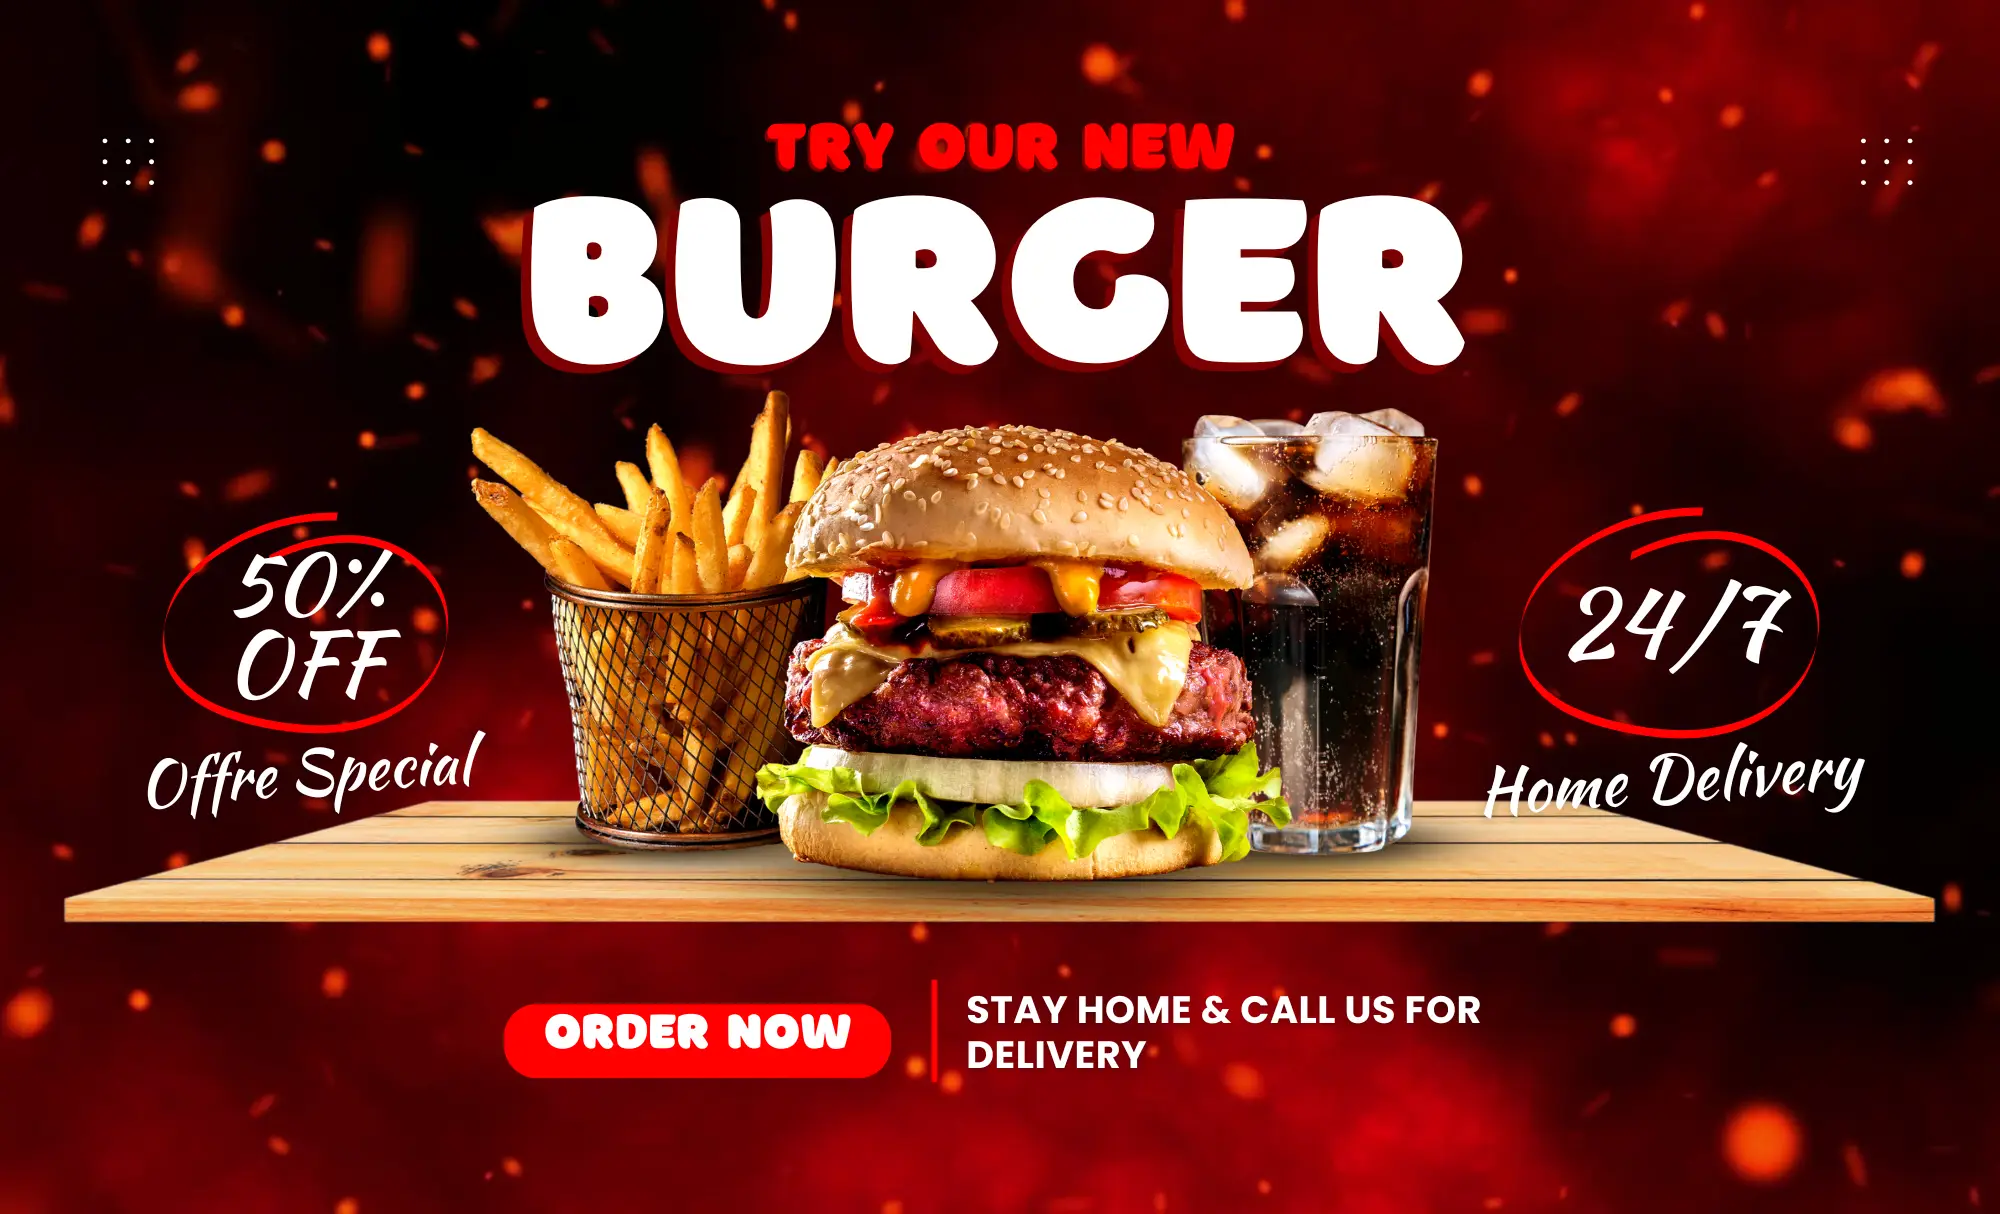 TRY OUR NEW
BURGER
50%
OFF
Offre Special
24/7
Home Delivery
ORDER NOW
STAY HOME & CALL US FOR
DELIVERY